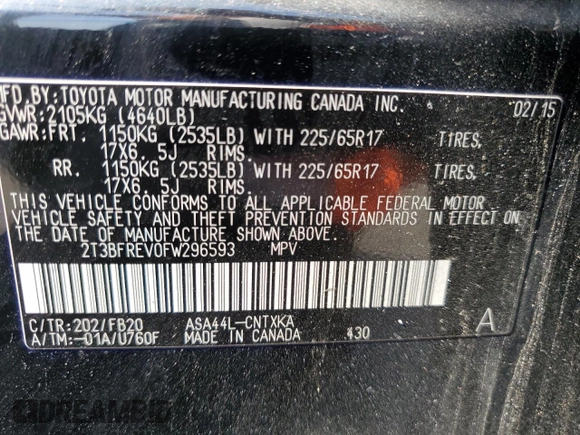 MFD.BY:TOYOTA MOTOR MANUFACTURING CANADA INC. 02/15
GVWR:2105KG (4640LB)
GAWR:FRT. 1150KG (2535LB) WITH 225/65R17 TIRES,
17X6.5J RIMS.
RR. 1150KG (2535LB) WITH 225/65R17 TIRES,
17X6.5J RIMS.
THIS VEHICLE CONFORMS TO ALL APPLICABLE FEDERAL MOTOR
VEHICLE SAFETY AND THEFT PREVENTION STANDARDS IN EFFECT ON
THE DATE OF MANUFACTURE SHOWN ABOVE.
2T3BFREV0FW296593 MPV
C/TR:202/FB20 ASA44L-CNTXKA 430 A
A/TM:-01A/U760F MADE IN CANADA
DREAMBID